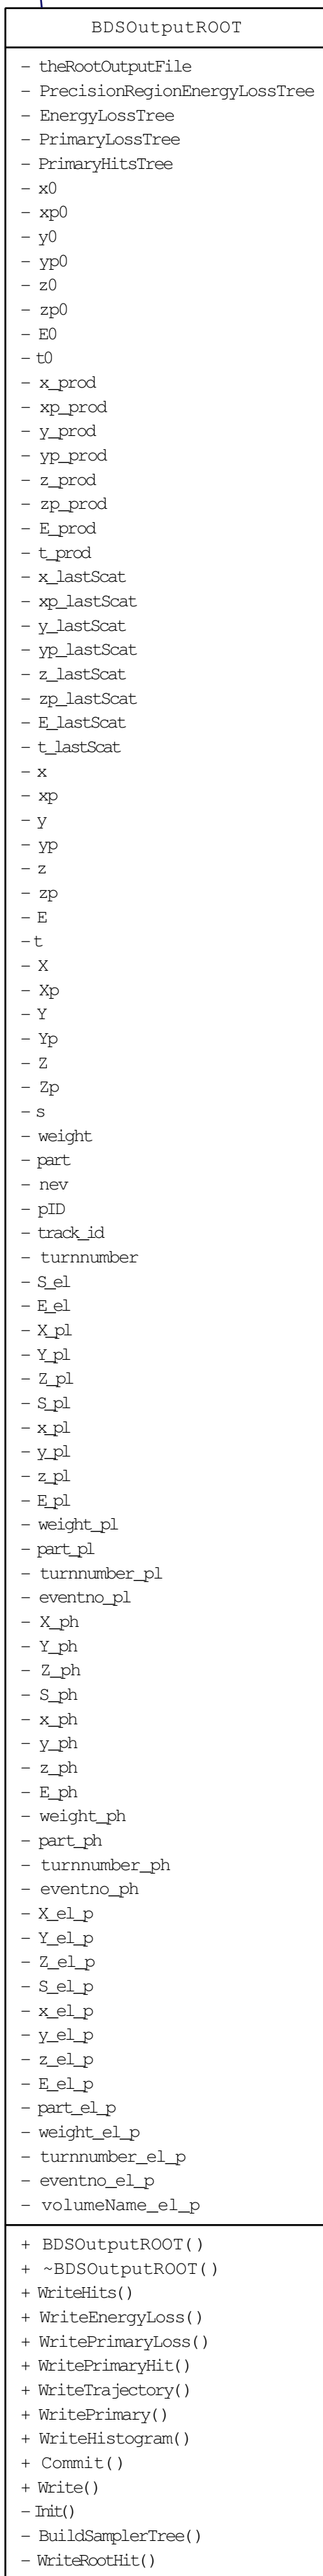 BDSOutputROOT
- theRootOutputFile
- PrecisionRegionEnergyLossTree
- EnergyLossTree
- PrimaryLossTree
- PrimaryHitsTree
- x0
- xp0
- y0
- yp0
- z0
- zp0
- E0
- t0
- x_prod
- xp_prod
- y_prod
- yp_prod
- z_prod
- zp_prod
- E_prod
- t_prod
- x_lastScat
- xp_lastScat
- y_lastScat
- yp_lastScat
- z_lastScat
- zp_lastScat
- E_lastScat
- t_lastScat
- x
- xp
- y
- yp
- z
- zp
- E
- t
- X
- Xp
- Y
- Yp
- Z
- Zp
- s
- weight
- part
- nev
- pID
- track_id
- turnnumber
- S_el
- E_el
- X_pl
- Y_pl
- Z_pl
- S_pl
- x_pl
- y_pl
- z_pl
- E_pl
- weight_pl
- part_pl
- turnnumber_pl
- eventno_pl
- X_ph
- Y_ph
- Z_ph
- S_ph
- x_ph
- y_ph
- z_ph
- E_ph
- weight_ph
- part_ph
- turnnumber_ph
- eventno_ph
- X_el_p
- Y_el_p
- Z_el_p
- S_el_p
- x_el_p
- y_el_p
- z_el_p
- E_el_p
- part_el_p
- weight_el_p
- turnnumber_el_p
- eventno_el_p
- volumeName_el_p
+ BDSOutputROOT()
+ ~BDSOutputROOT()
+ WriteHits()
+ WriteEnergyLoss()
+ WritePrimaryLoss()
+ WritePrimaryHit()
+ WriteTrajectory()
+ WritePrimary()
+ WriteHistogram()
+ Commit()
+ Write()
- Init()
- BuildSamplerTree()
- WriteRootHit()